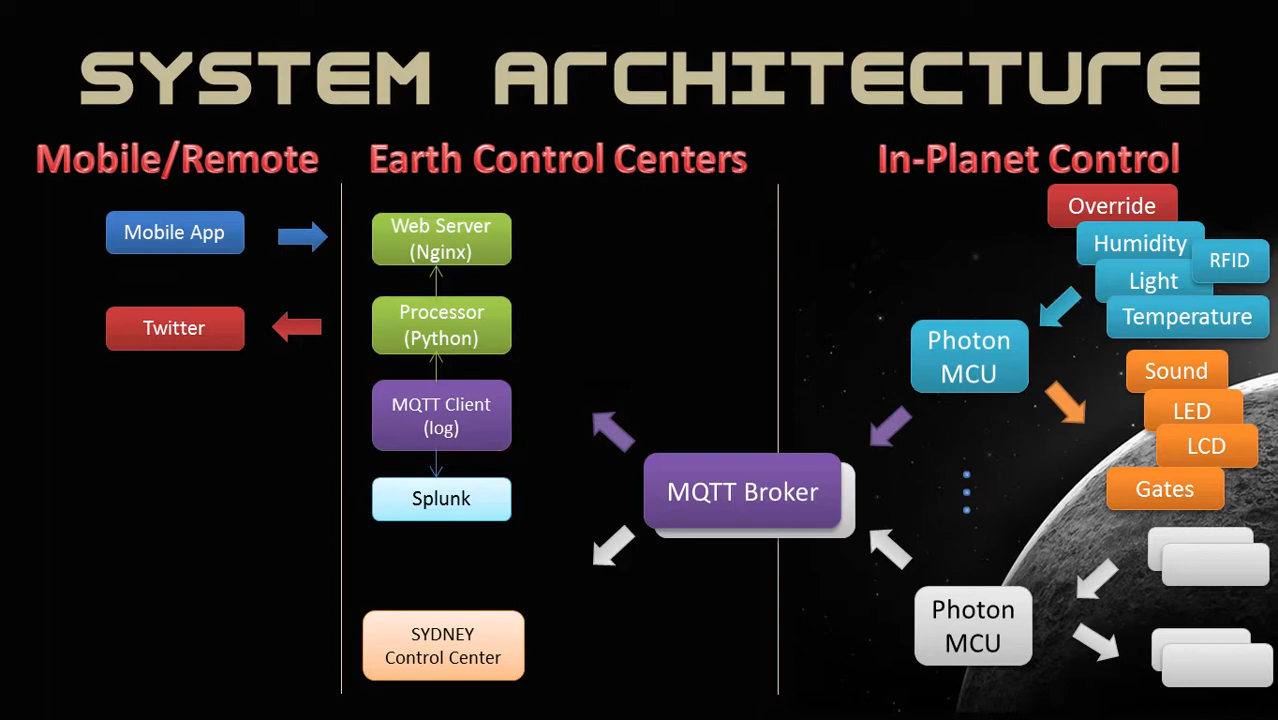 SYSTEM ARCHITECTURE
Mobile/Remote
Mobile App
Twitter
Earth Control Centers
Web Server
(Nginx)
Processor
(Python)
MQTT Client
(log)
Splunk
SYDNEY
Control Center
MQTT Broker
In-Planet Control
Override
Humidity
RFID
Light
Temperature
Photon
MCU
Sound
LED
LCD
Gates
Photon
MCU